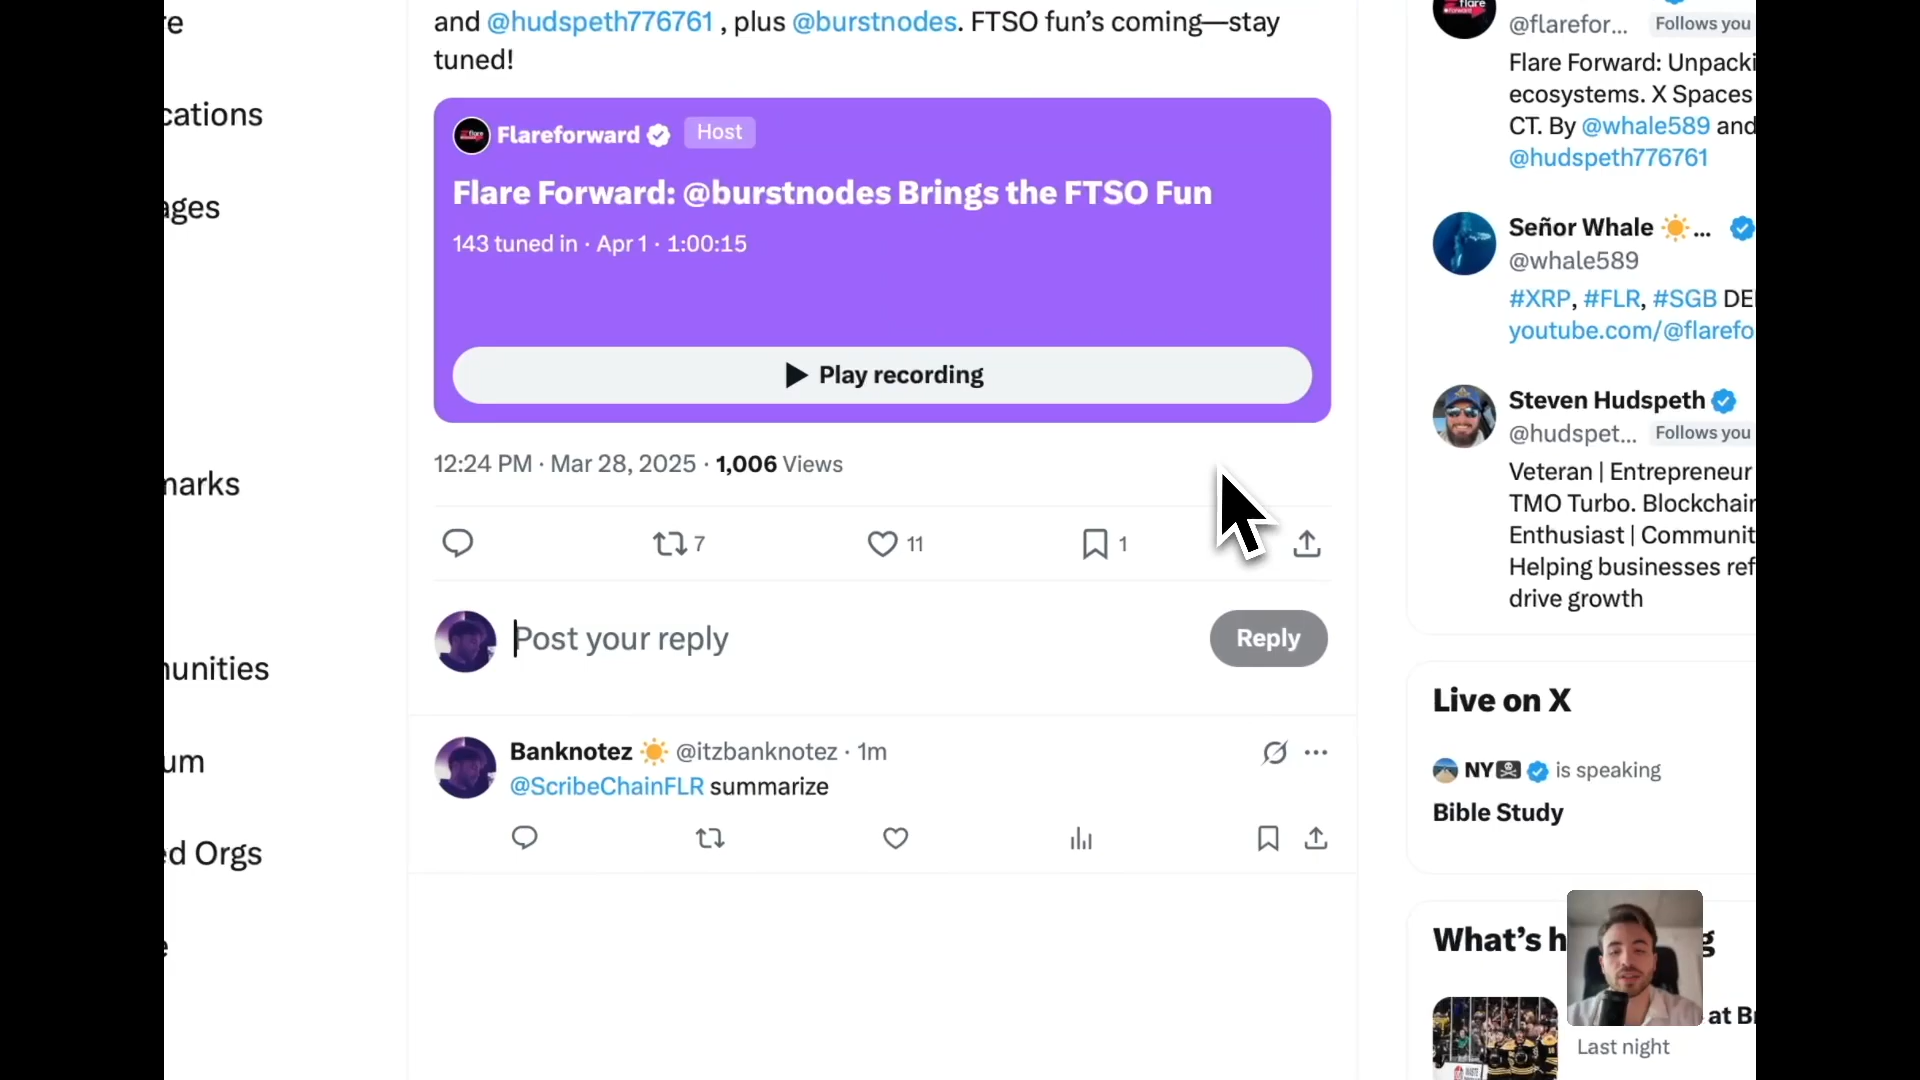 re
cations
ages
marks
unities
um
ed Orgs
e
and @hudspeth776761 , plus @burstnodes. FTSO fun’s coming—stay
tuned!
flare
Flareforward
Host
Flare Forward: @burstnodes Brings the FTSO Fun
143 tuned in · Apr 1 · 1:00:15
Play recording
12:24 PM · Mar 28, 2025 · 1,006 Views
7
11
1
Post your reply
Reply
Banknotez ☀️ @itzbanknotez · 1m
@ScribeChainFLR summarize
flare
@flarefor...
Follows you
Flare Forward: Unpacki
ecosystems. X Spaces
CT. By @whale589 and
@hudspeth776761
Señor Whale ☀️...
@whale589
#XRP, #FLR, #SGB DE
youtube.com/@flarefo
Steven Hudspeth
@hudspet...
Follows you
Veteran | Entrepreneur
TMO Turbo. Blockchain
Enthusiast | Communit
Helping businesses ref
drive growth
Live on X
NY☠️ is speaking
Bible Study
What’s h g
at B
Last night